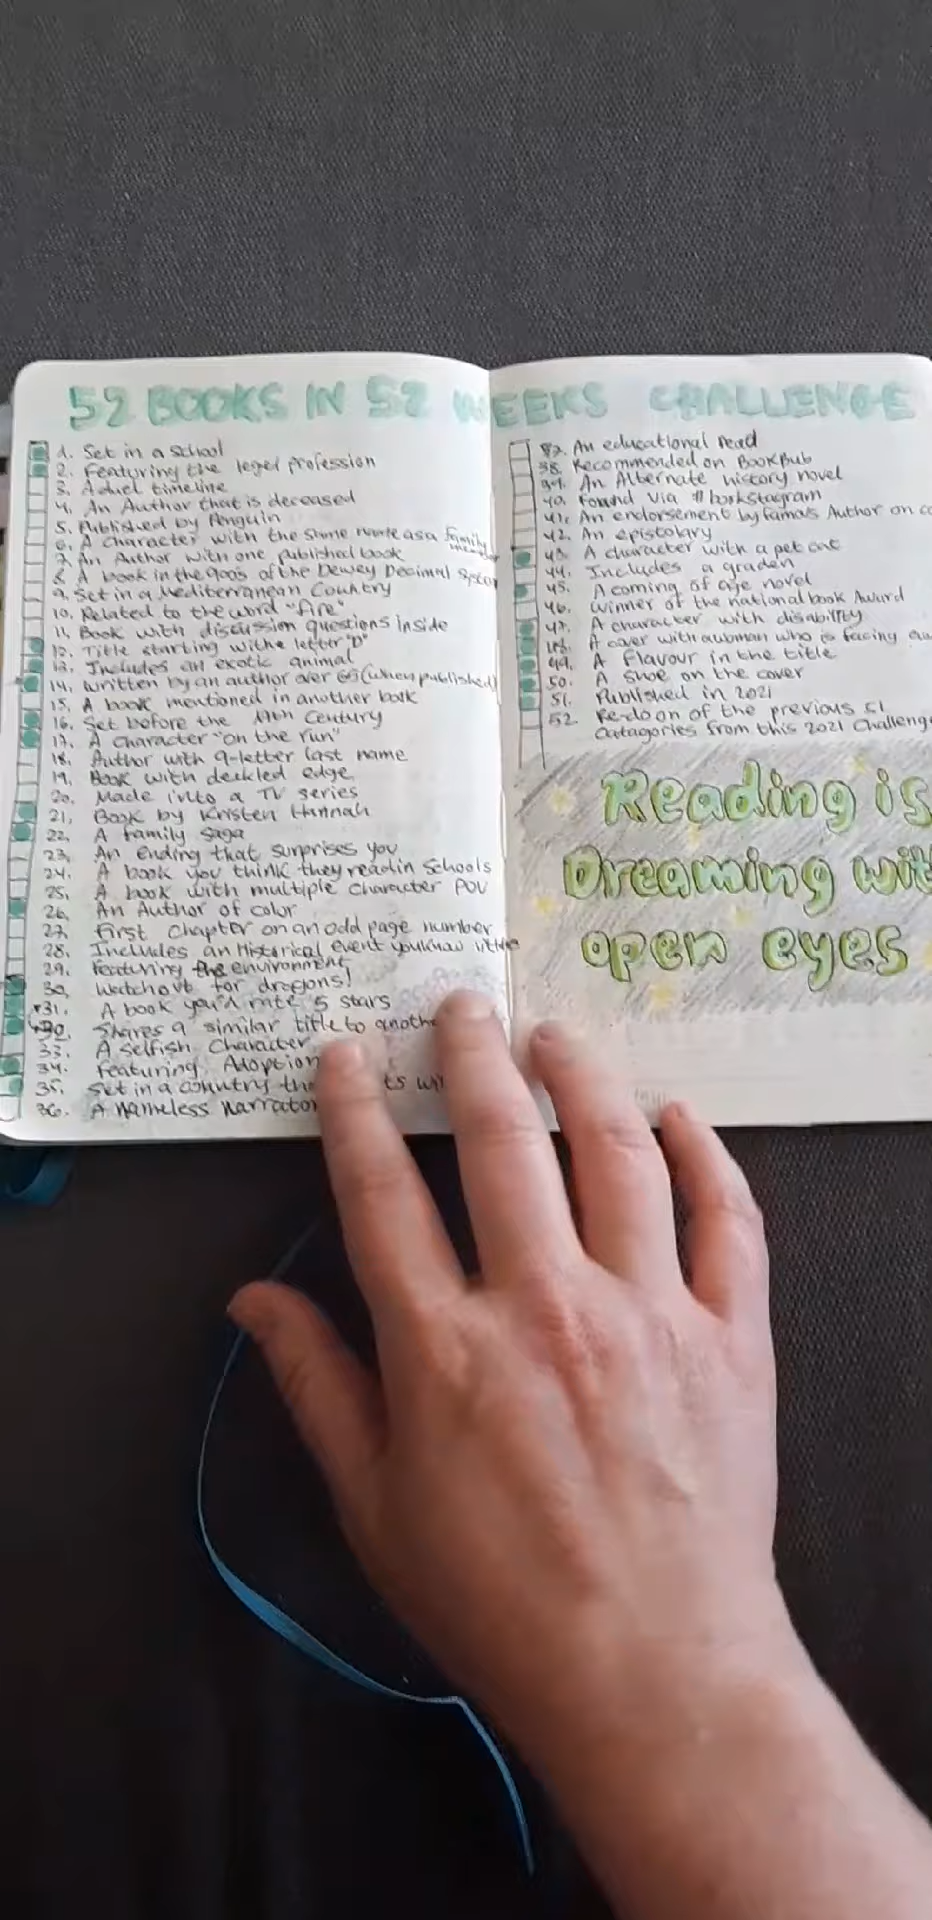 52 BOOKS IN 52 WEEKS CHALLENGE
1. Set in a School
2. Featuring the legel profession
3. A duel timeline
4. An Author that is deceased
5. Published by Penguin
6. A character with the same name as a family member
7. An Author with one published book
8. A book in the 900's of the Dewey Decimal System
9. Set in a Mediterranean Country
10. Related to the word "fire"
11. Book with discussion questions inside
12. Title starting withe letter "D"
13. Includes an exotic animal
14. Written by an author over 65 (when published)
15. A book mentioned in another book
16. Set before the 17th Century
17. A character "on the run"
18. Author with 9-letter last name
19. Book with deckled edge
20. Made into a TV series
21. Book by Kristen Hannah
22. A family Saga
23. An Ending that surprises you
24. A book you think they read in Schools
25. A book with multiple character POV
26. An Author of color
27. First chapter on an odd page number
28. Includes an Historical event you know little
29. Featuring the environment
30. Watch out for dragons!
31. A book you'd rate 5 stars
32. Shares a similar title to anothe
33. A selfish Character
34. Featuring Adoption
35. Set in a country th ts wi
36. A nameless narrator
37. An educational read
38. Recommended on BookBub
39. An Alternate history novel
40. Found via # bookstagram
41. An endorsement by famous Author on co
42. An epistolary
43. A character with a pet cat
44. Includes a graden
45. A coming of age novel
46. Winner of the national book Award
47. A character with disability
48. A cover with a woman who is facing aw
49. A Flavour in the title
50. A shoe on the cover
51. Published in 2021
52. Re-do on of the previous 51
Catagories from this 2021 Challenge
Reading is
Dreaming wit
open eyes